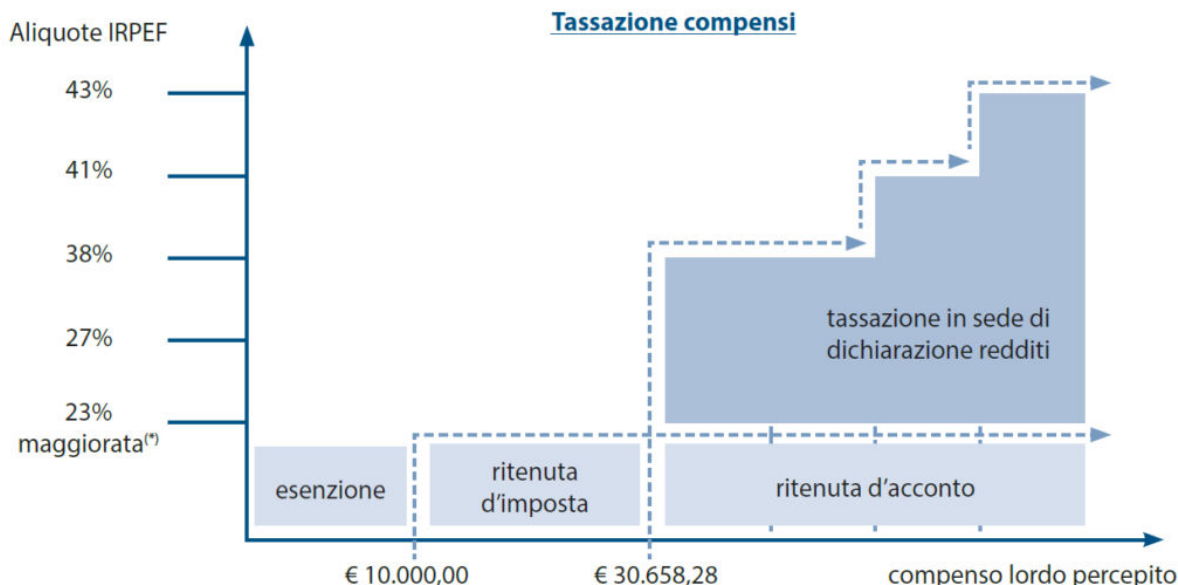 Tassazione compensi
Aliquote IRPEF
43%
41%
38%
27%
23%
maggiorata(*)
tassazione in sede di
dichiarazione redditi
esenzione
ritenuta
d'imposta
ritenuta d'acconto
€ 10.000,00
€ 30.658,28
compenso lordo percepito